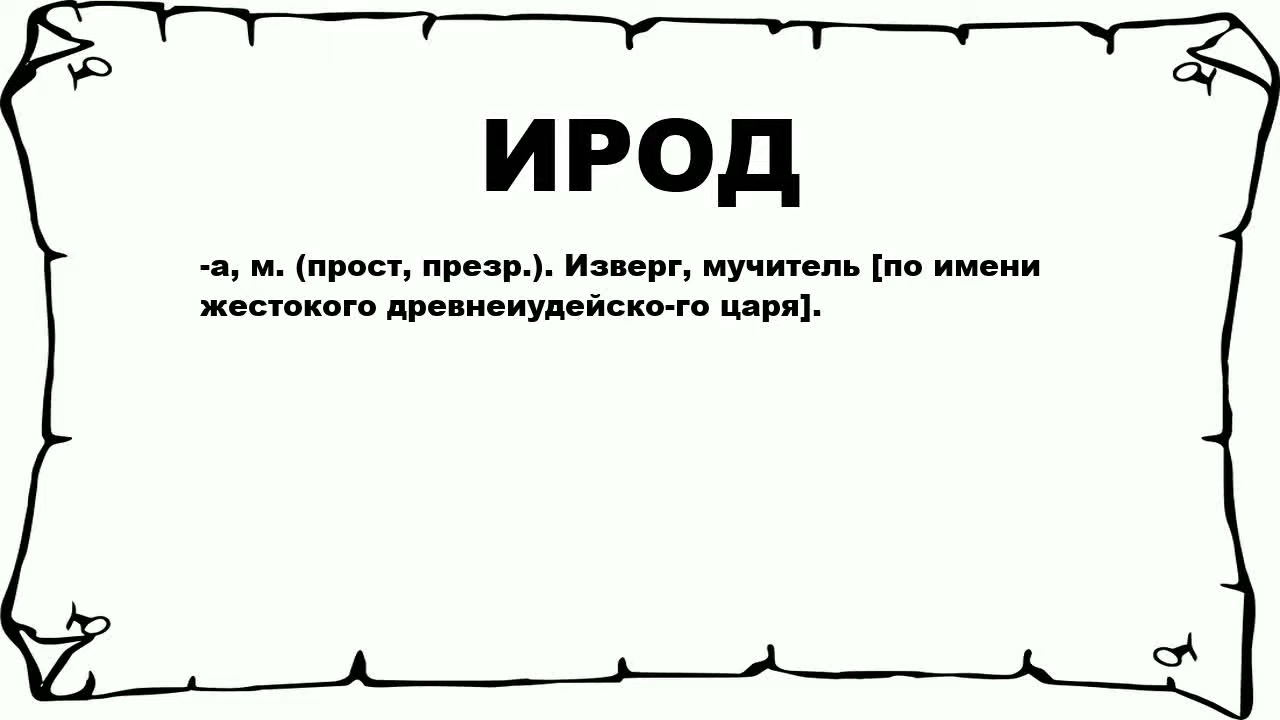 ИРОД
-а, м. (прост, презр.). Изверг, мучитель [по имени
жестокого древнеиудейско-го царя].